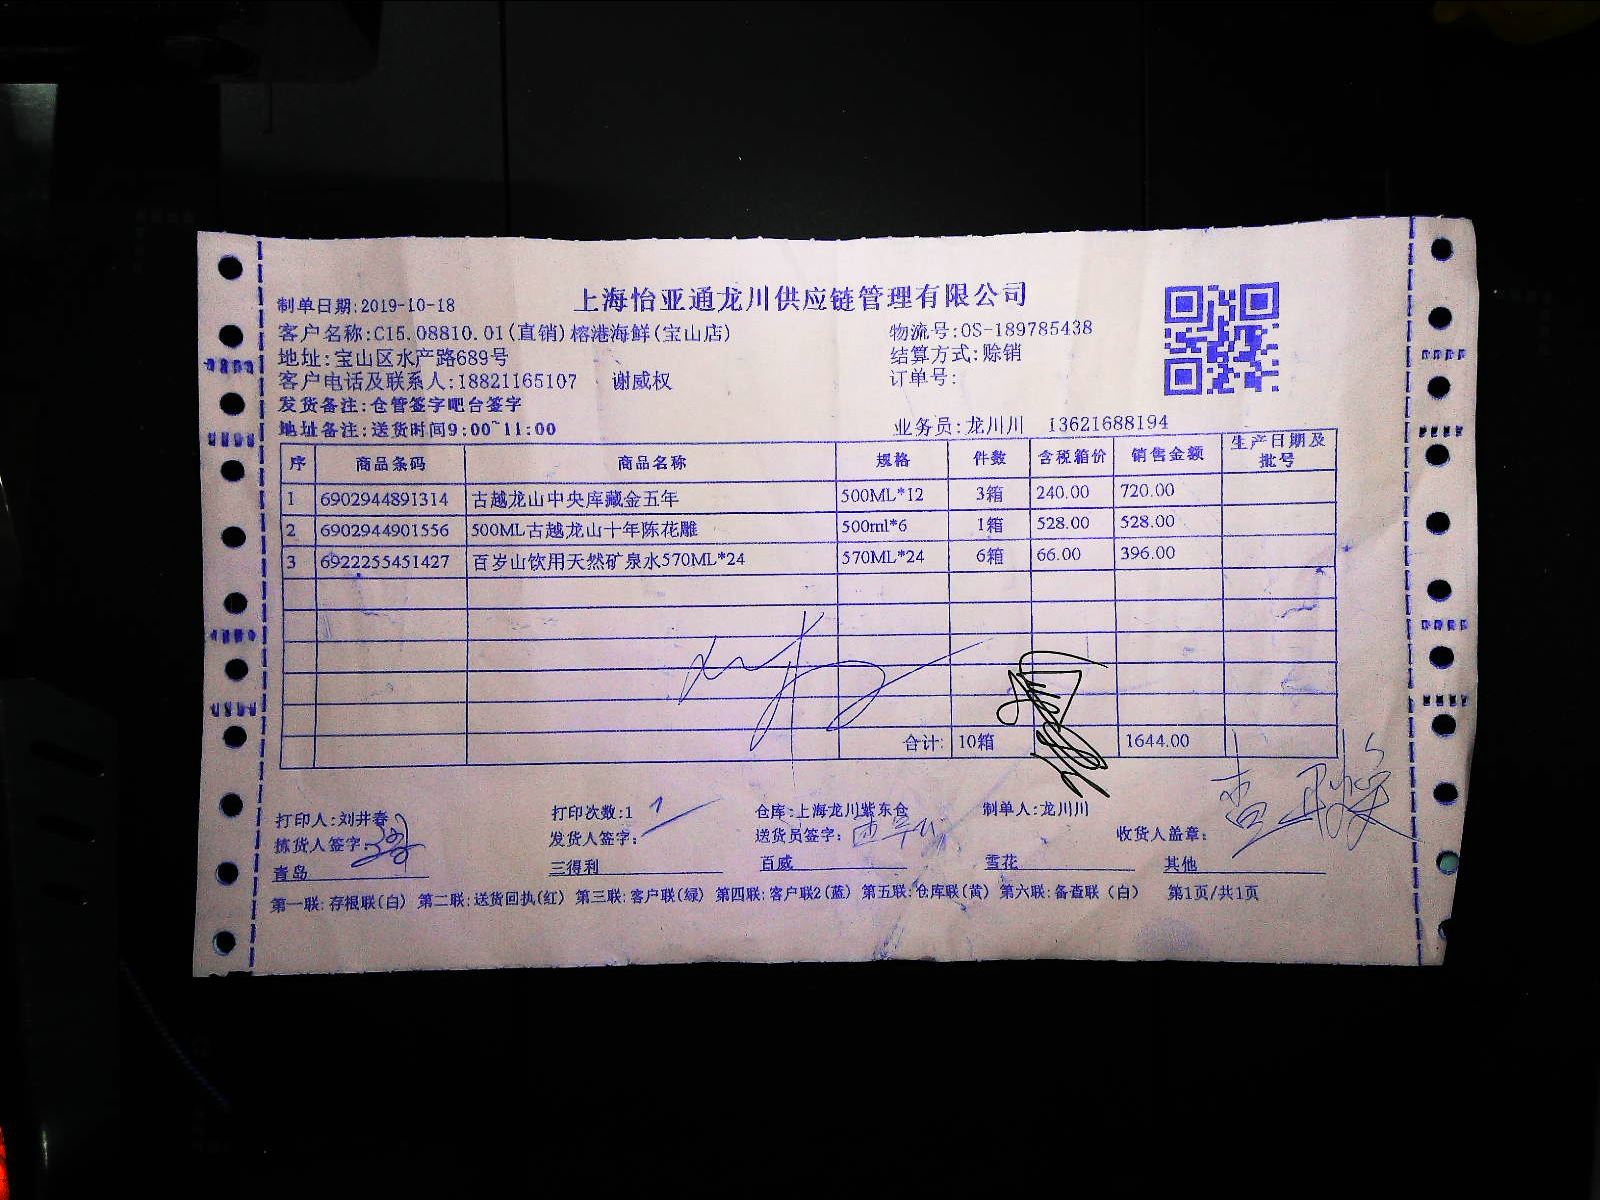 上海怡亚通龙川供应链管理有限公司
制单日期:2019-10-18
客户名称:C15.08810.01(直销)榕港海鲜(宝山店) 物流号:OS-189785438
地址:宝山区水产路689号 结算方式:赊销
客户电话及联系人:18821165107 谢威权 订单号:
发货备注:仓管签字吧台签字
地址备注:送货时间9:00~11:00 业务员:龙川川 13621688194
序 商品条码 商品名称 规格 件数 含税箱价 销售金额 生产日期及批号
1 6902944891314 古越龙山中央库藏金五年 500ML*12 3箱 240.00 720.00
2 6902944901556 500ML古越龙山十年陈花雕 500ml*6 1箱 528.00 528.00
3 6922255451427 百岁山饮用天然矿泉水570ML*24 570ML*24 6箱 66.00 396.00
合计: 10箱 1644.00
打印人:刘井春 打印次数:1 仓库:上海龙川紫东仓 制单人:龙川川
拣货人签字: 发货人签字: 送货员签字: 收货人盖章:
青岛 三得利 百威 雪花 其他
第一联:存根联(白) 第二联:送货回执(红) 第三联:客户联(绿) 第四联:客户联2(蓝) 第五联:仓库联(黄) 第六联:备查联(白) 第1页/共1页